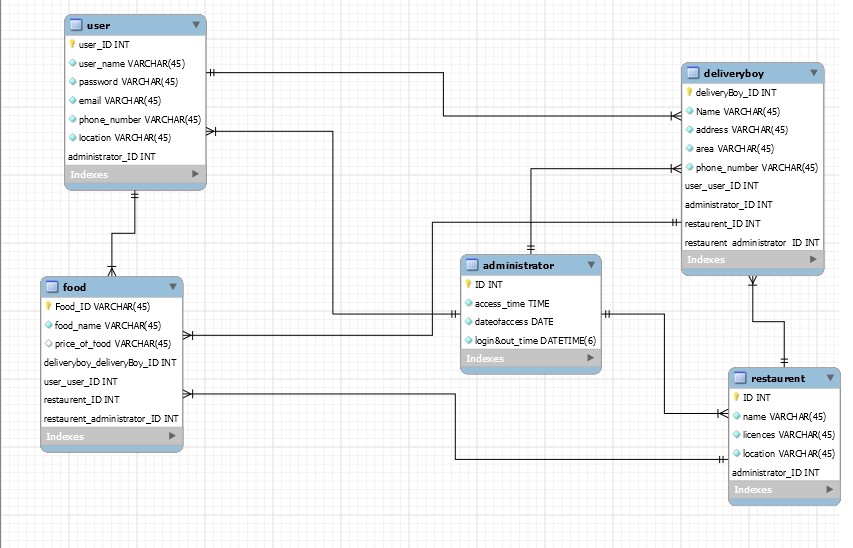 user
user_ID INT
user_name VARCHAR(45)
password VARCHAR(45)
email VARCHAR(45)
phone_number VARCHAR(45)
location VARCHAR(45)
administrator_ID INT
Indexes
deliveryboy
deliveryBoy_ID INT
Name VARCHAR(45)
address VARCHAR(45)
area VARCHAR(45)
phone_number VARCHAR(45)
user_user_ID INT
administrator_ID INT
restaurent_ID INT
restaurent_administrator_ID INT
Indexes
administrator
ID INT
access_time TIME
dateofaccess DATE
login&out_time DATETIME(6)
Indexes
food
Food_ID VARCHAR(45)
food_name VARCHAR(45)
price_of_food VARCHAR(45)
deliveryboy_deliveryBoy_ID INT
user_user_ID INT
restaurent_ID INT
restaurent_administrator_ID INT
Indexes
restaurent
ID INT
name VARCHAR(45)
licences VARCHAR(45)
location VARCHAR(45)
administrator_ID INT
Indexes